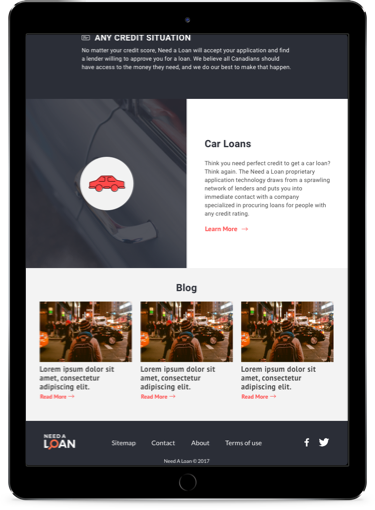 ANY CREDIT SITUATION
No matter your credit score, Need a Loan will accept your application and find
a lender willing to approve you for a loan. We believe all Canadians should
have access to the money they need, and we do our best to make that happen.
Car Loans
Think you need perfect credit to get a car loan?
Think again. The Need a Loan proprietary
application technology draws from a sprawling
network of lenders and puts you into
immediate contact with a company
specialized in procuring loans for people with
any credit rating.
Learn More →
Blog
Lorem ipsum dolor sit
amet, consectetur
adipiscing elit.
Read More →
Lorem ipsum dolor sit
amet, consectetur
adipiscing elit.
Read More →
Lorem ipsum dolor sit
amet, consectetur
adipiscing elit.
Read More →
NEED A
LOAN
Sitemap Contact About Terms of use
Need A Loan © 2017